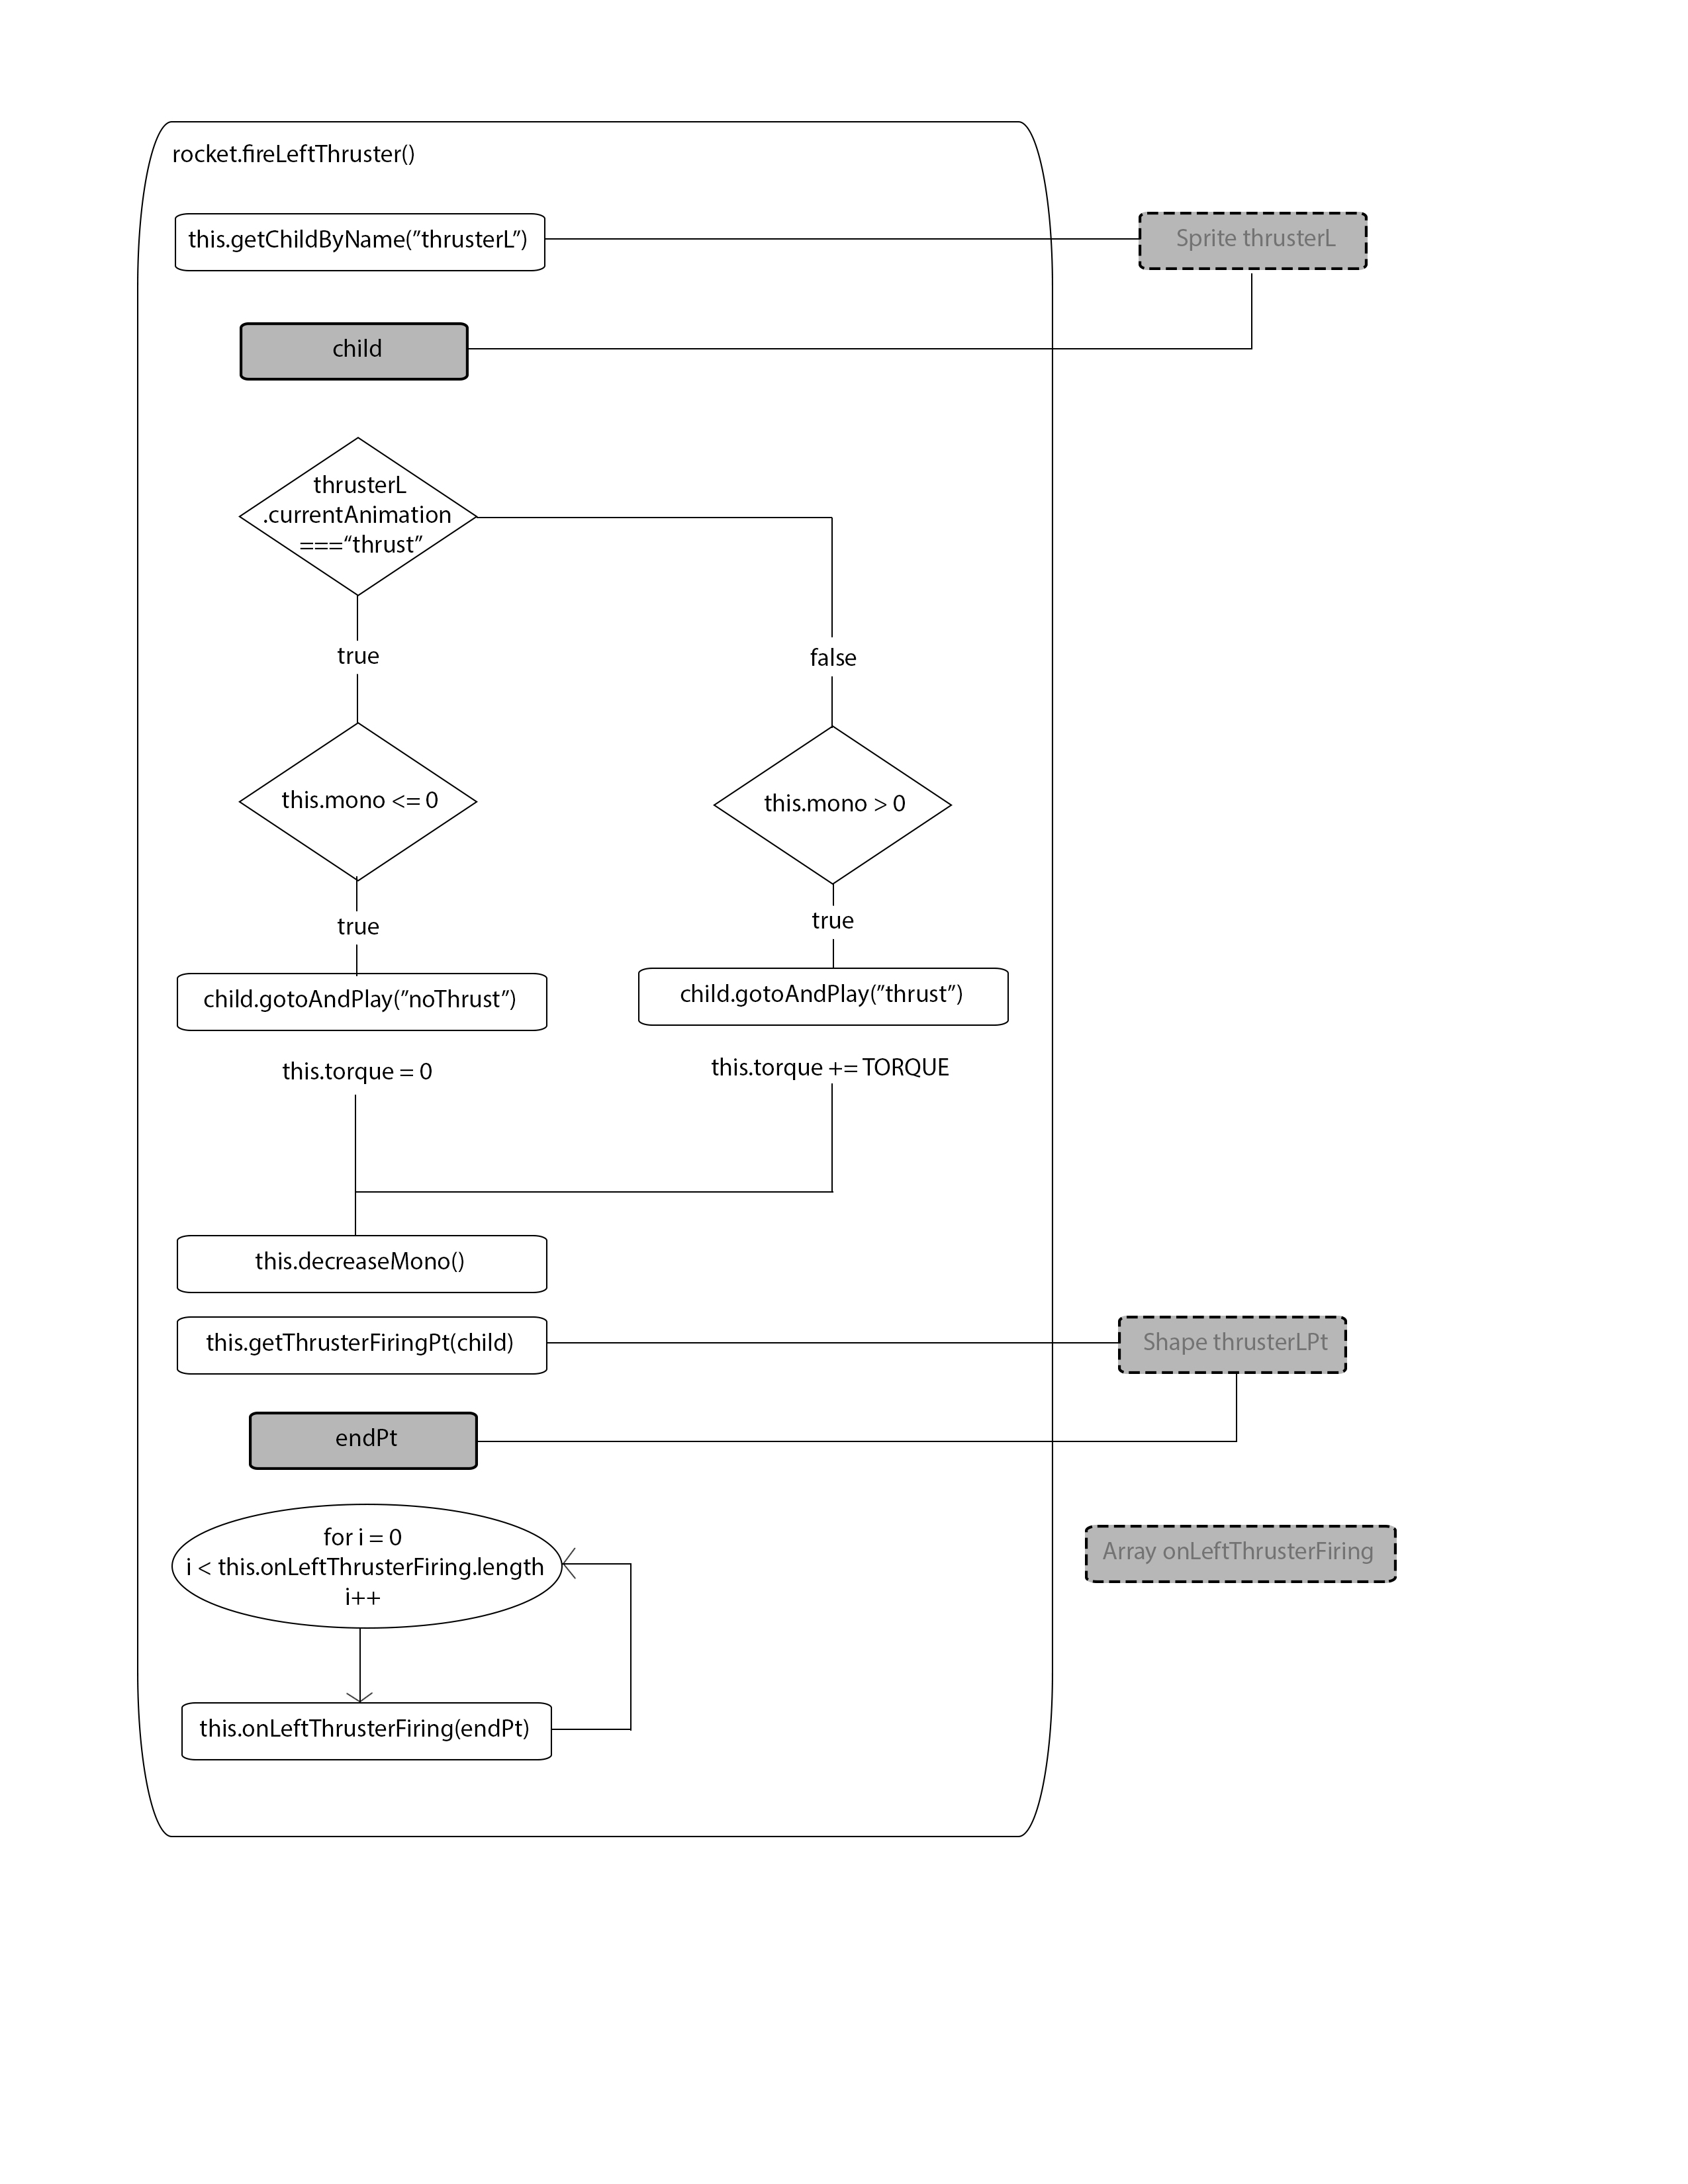 rocket.fireLeftThruster()
this.getChildByName(”thrusterL”)
Sprite thrusterL
child
thrusterL
.currentAnimation
===“thrust”
true
false
this.mono <= 0
this.mono > 0
true
true
child.gotoAndPlay(”noThrust”)
child.gotoAndPlay(”thrust”)
this.torque = 0
this.torque += TORQUE
this.decreaseMono()
this.getThrusterFiringPt(child)
Shape thrusterLPt
endPt
for i = 0
i < this.onLeftThrusterFiring.length
i++
Array onLeftThrusterFiring
this.onLeftThrusterFiring(endPt)